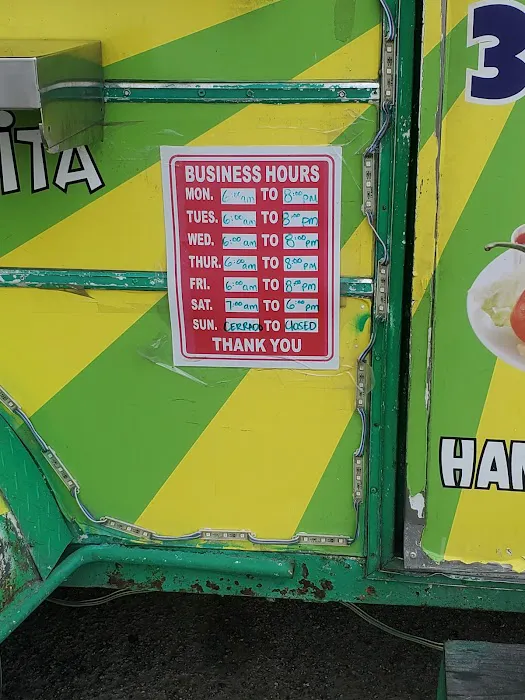 3
ITA
BUSINESS HOURS
MON. 6:00am TO 8:00pm
TUES. 6:00am TO 8:00pm
WED. 6:00am TO 8:00pm
THUR. 6:00am TO 8:00pm
FRI. 6:00am TO 8:00pm
SAT. 7:00am TO 6:00pm
SUN. CERRADO TO CLOSED
THANK YOU
HAM